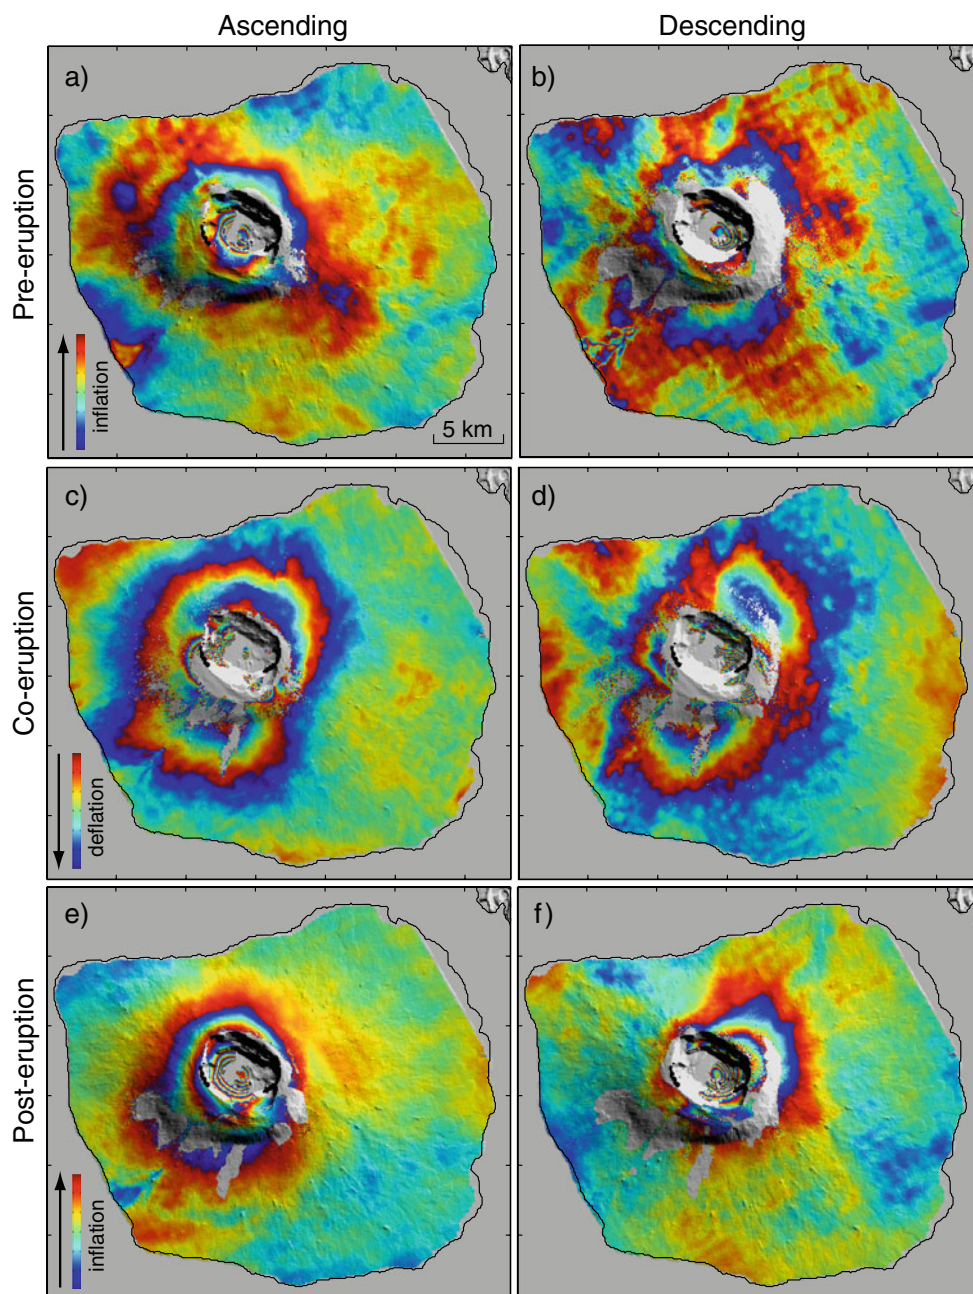 Ascending
Descending
Pre-eruption
a)
b)
inflation
5 km
Co-eruption
c)
d)
deflation
Post-eruption
e)
f)
inflation